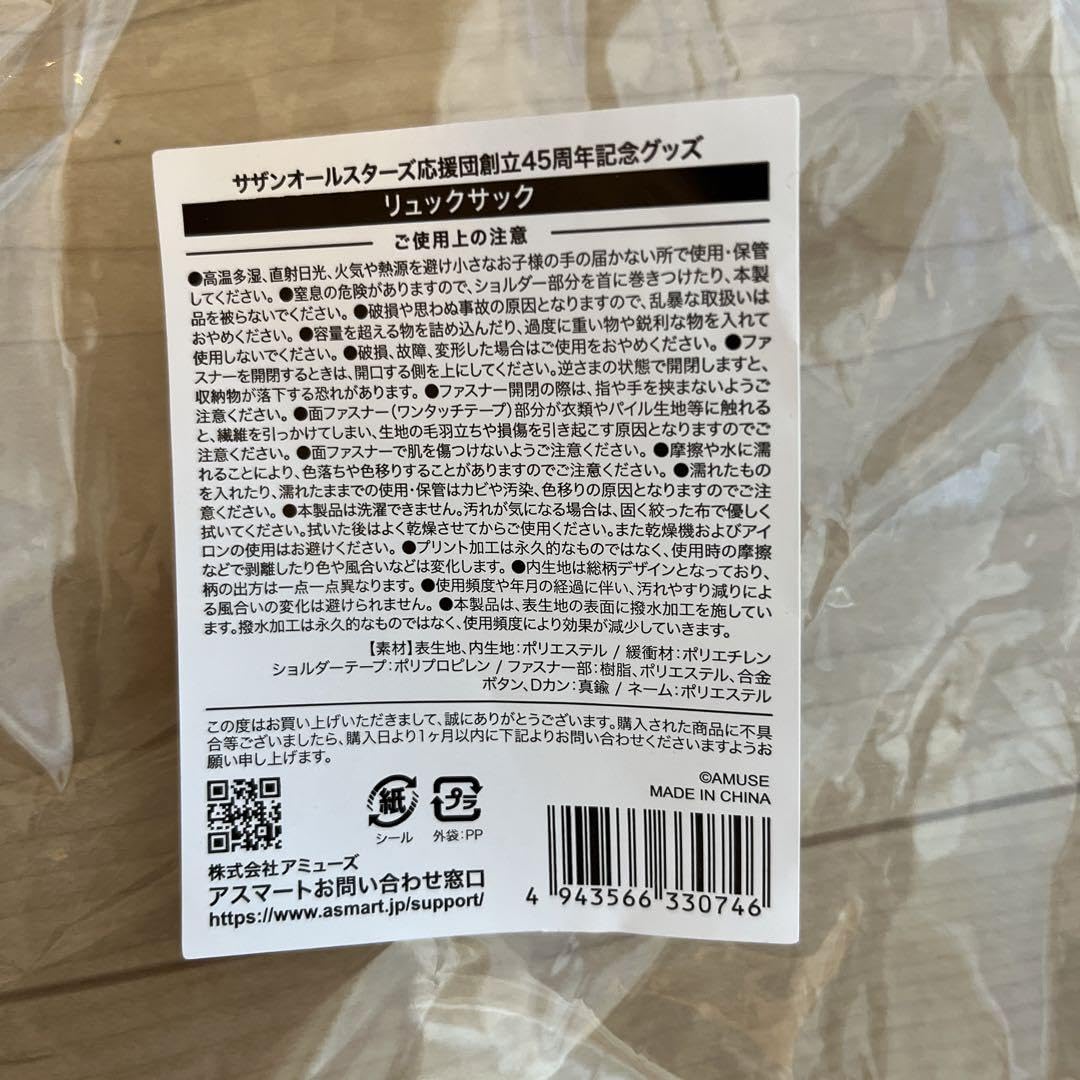 サザンオールスターズ応援団創立45周年記念グッズ
リュックサック
ご使用上の注意
●高温多湿、直射日光、火気や熱源を避け小さなお子様の手の届かない所で使用・保管
してください。●窒息の危険がありますので、ショルダー部分を首に巻きつけたり、本製
品を被らないでください。●破損や思わぬ事故の原因となりますので、乱暴な取扱いは
おやめください。●容量を超える物を詰め込んだり、過度に重い物や鋭利な物を入れて
使用しないでください。●破損、故障、変形した場合はご使用をおやめください。●ファ
スナーを開閉するときは、開口する側を上にしてください。逆さまの状態で開閉しますと、
収納物が落下する恐れがあります。●ファスナー開閉の際は、指や手を挟まないようご
注意ください。●面ファスナー（ワンタッチテープ）部分が衣類やパイル生地等に触れる
と、繊維を引っかけてしまい、生地の毛羽立ちや損傷を引き起こす原因となりますのでご
注意ください。●面ファスナーで肌を傷つけないようご注意ください。●摩擦や水に濡
れることにより、色落ちや色移りすることがありますのでご注意ください。●濡れたもの
を入れたり、濡れたままでの使用・保管はカビや汚染、色移りの原因となりますのでご注
意ください。●本製品は洗濯できません。汚れが気になる場合は、固く絞った布で優しく
拭いてください。拭いた後はよく乾燥させてからご使用ください。また乾燥機およびアイ
ロンの使用はお避けください。●プリント加工は永久的なものではなく、使用時の摩擦
などで剥離したり色や風合いなどは変化します。●内生地は総柄デザインとなっており、
柄の出方は一点一点異なります。●使用頻度や年月の経過に伴い、汚れやすり減りによ
る風合いの変化は避けられません。●本製品は、表生地の表面に撥水加工を施してい
ます。撥水加工は永久的なものではなく、使用頻度により効果が減少していきます。
【素材】表生地、内生地：ポリエステル / 緩衝材：ポリエチレン
ショルダーテープ：ポリプロピレン / ファスナー部：樹脂、ポリエステル、合金
ボタン、Dカン：真鍮 / ネーム：ポリエステル
この度はお買い上げいただきまして、誠にありがとうございます。購入された商品に不具
合等ございましたら、購入日より1ヶ月以内に下記よりお問い合わせくださいますようお
願い申し上げます。
©AMUSE
MADE IN CHINA
紙
プラ
シール
外袋：PP
株式会社アミューズ
アスマートお問い合わせ窓口
https://www.asmart.jp/support/
4 943566 330746